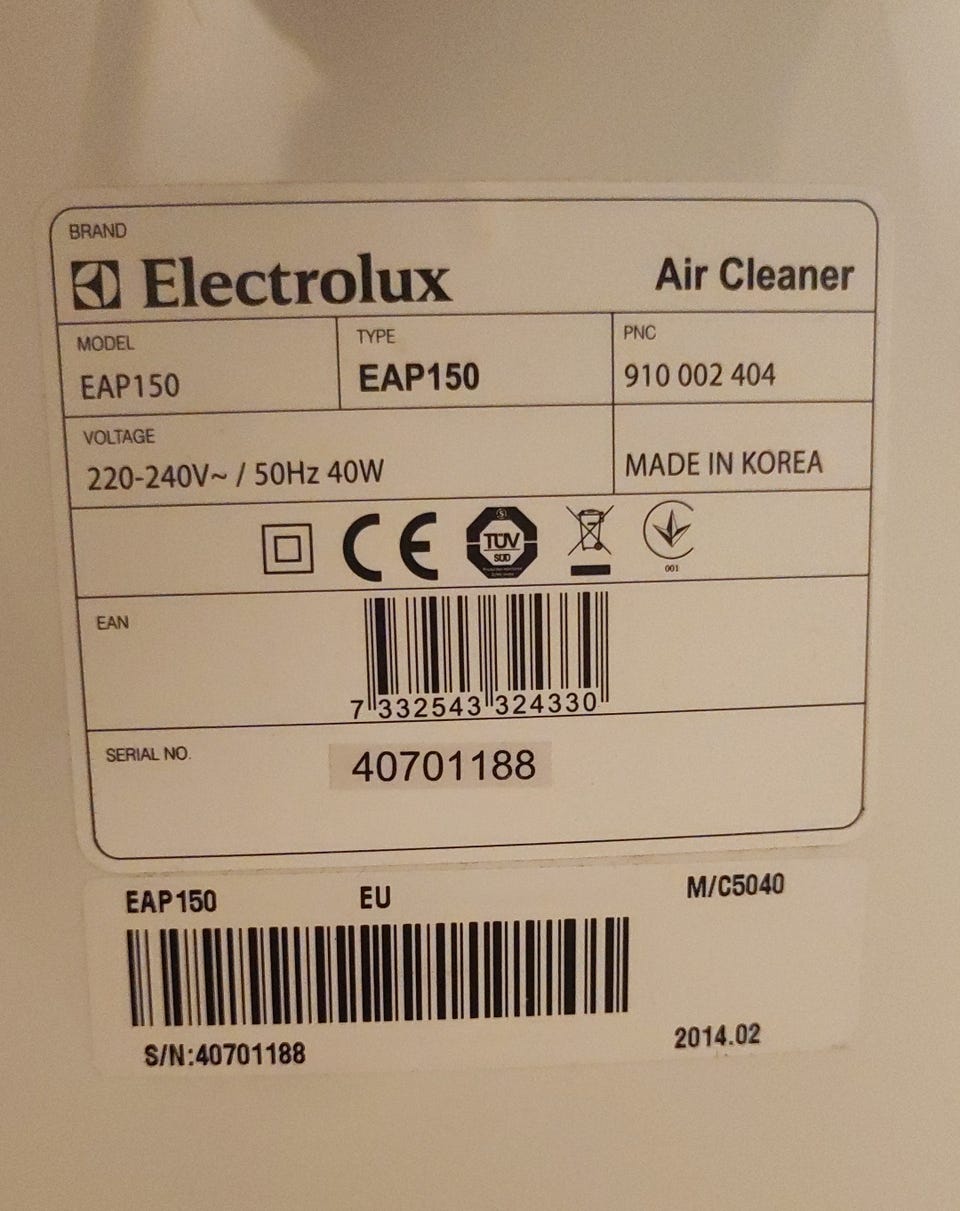 BRAND
Electrolux Air Cleaner
MODEL TYPE PNC
EAP150 EAP150 910 002 404
VOLTAGE
220-240V~ / 50Hz 40W MADE IN KOREA
CE TÜV
SÜD
001
EAN
7 332543 324330
SERIAL NO.
40701188
EAP150 EU M/C5040
S/N:40701188 2014.02